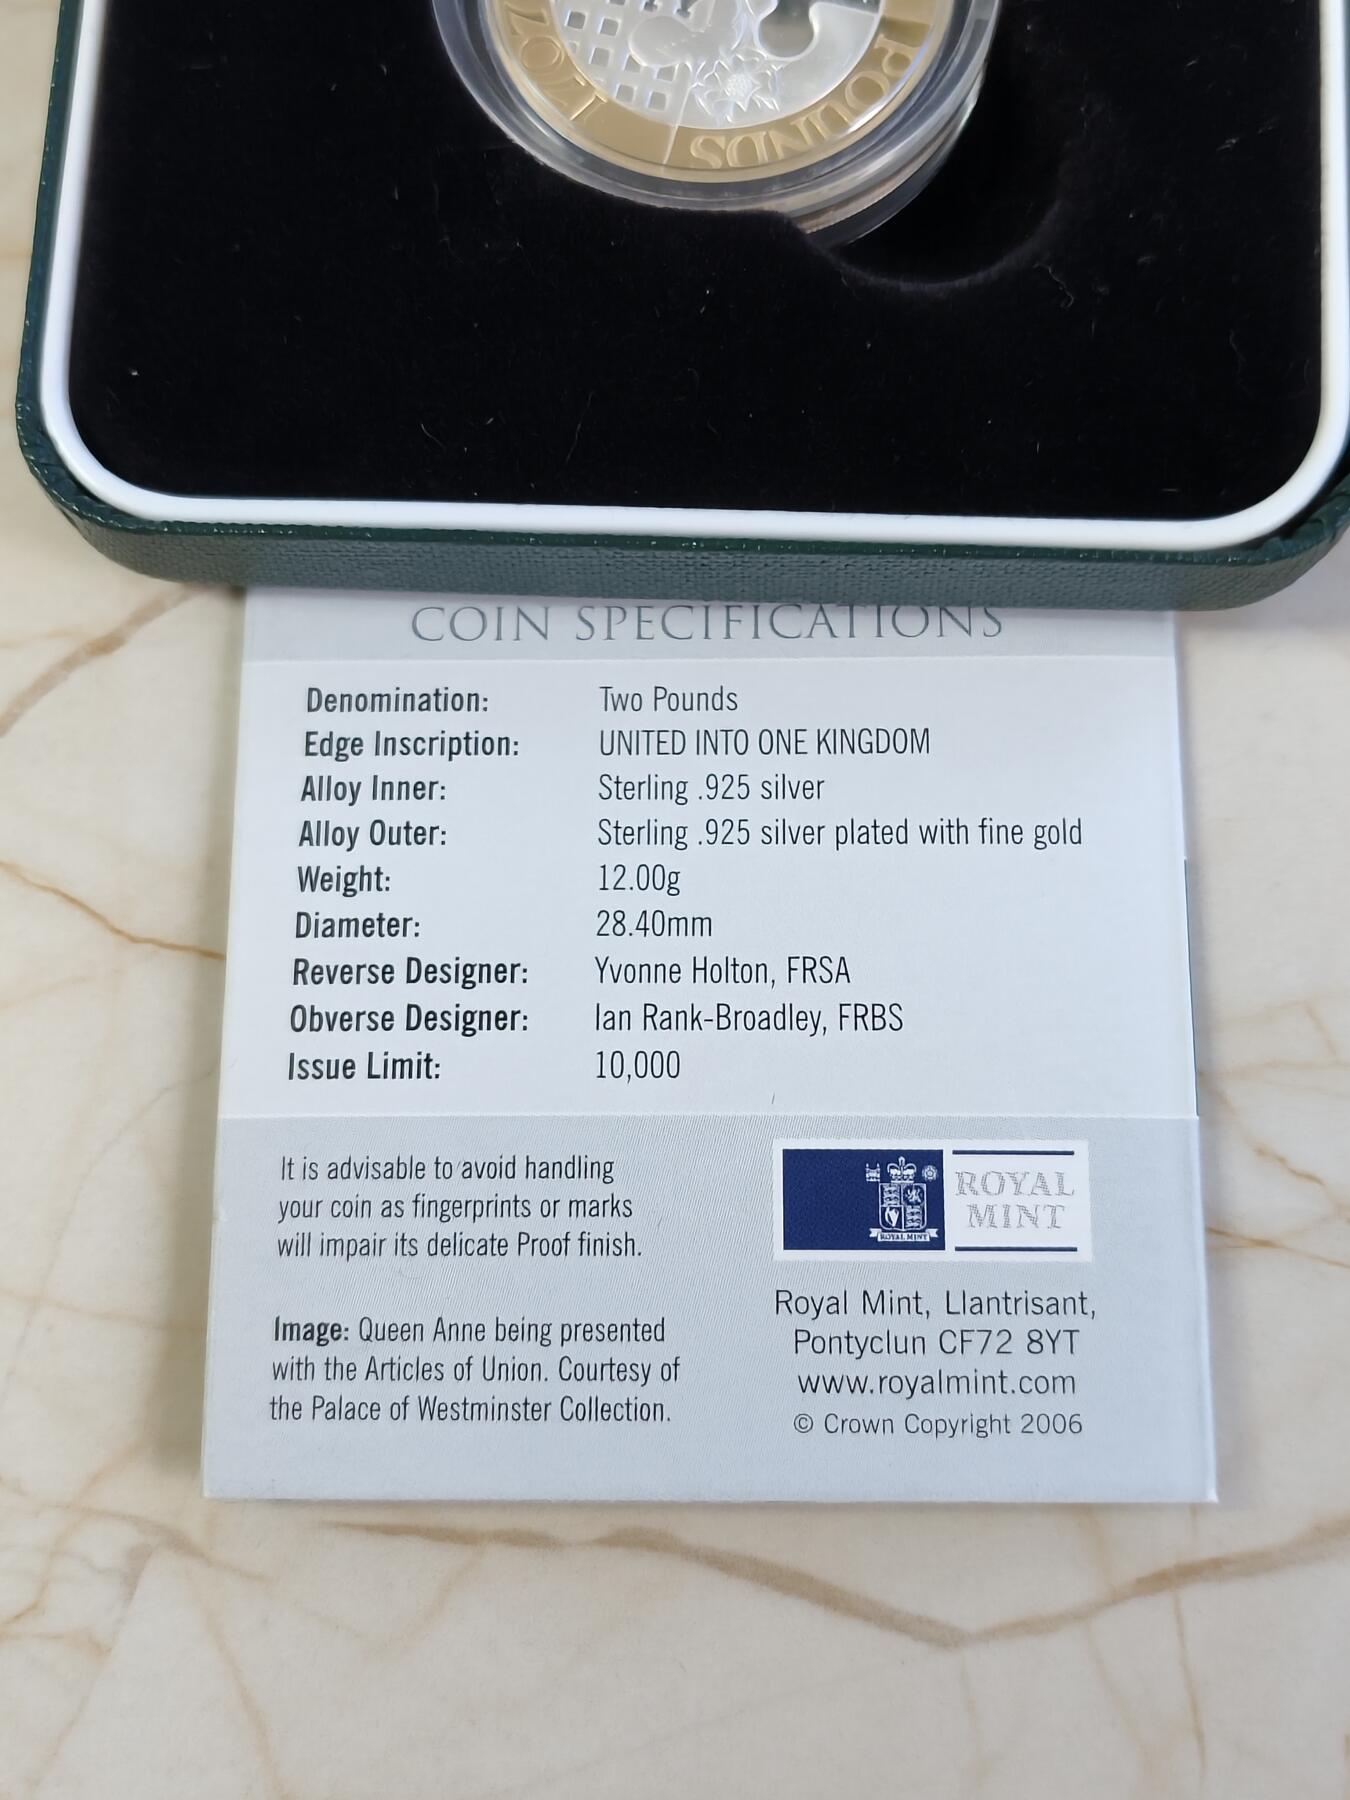 1707
POUNDS
COIN SPECIFICATIONS
Denomination: Two Pounds
Edge Inscription: UNITED INTO ONE KINGDOM
Alloy Inner: Sterling .925 silver
Alloy Outer: Sterling .925 silver plated with fine gold
Weight: 12.00g
Diameter: 28.40mm
Reverse Designer: Yvonne Holton, FRSA
Obverse Designer: Ian Rank-Broadley, FRBS
Issue Limit: 10,000
It is advisable to avoid handling
your coin as fingerprints or marks
will impair its delicate Proof finish.
Image: Queen Anne being presented
with the Articles of Union. Courtesy of
the Palace of Westminster Collection.
ROYAL MINT
ROYAL
MINT
Royal Mint, Llantrisant,
Pontyclun CF72 8YT
www.royalmint.com
© Crown Copyright 2006